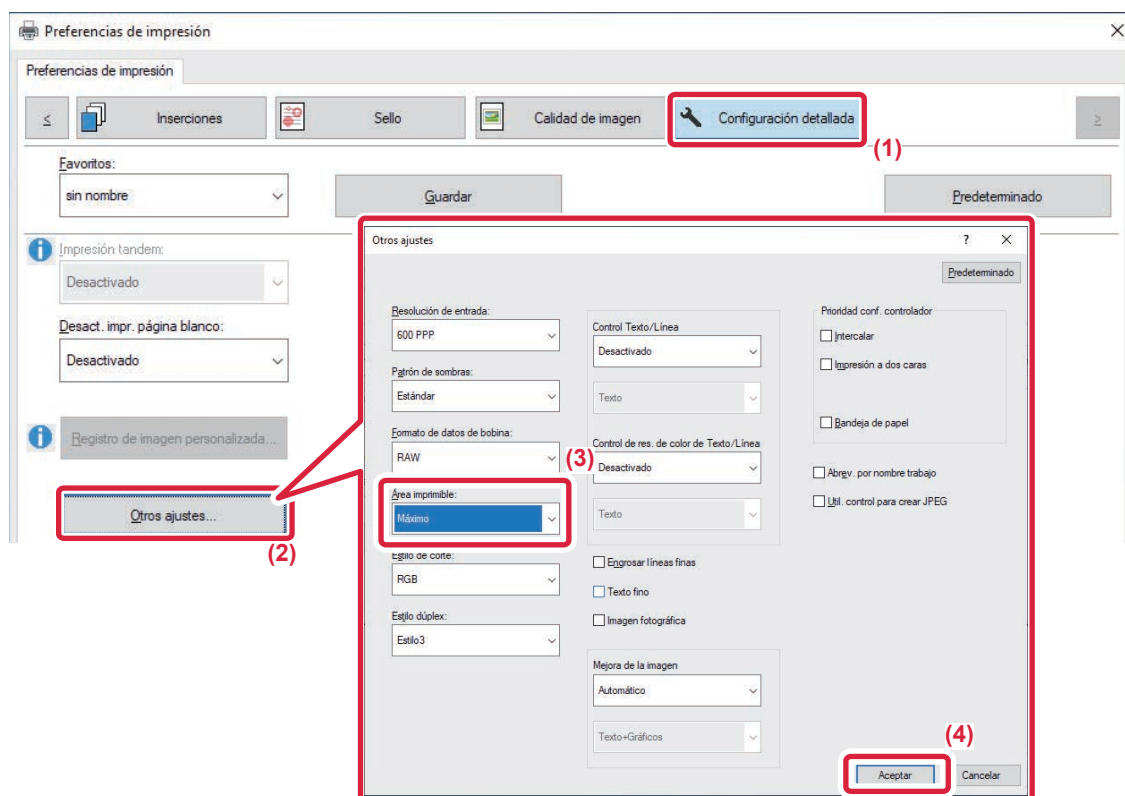 Preferencias de impresión
Preferencias de impresión
<
Inserciones
Sello
Calidad de imagen
Configuración detallada
>
(1)
Favoritos:
sin nombre
Guardar
Predeterminado
Impresión tandem:
Desactivado
Desact. impr. página blanco:
Desactivado
Registro de imagen personalizada...
Otros ajustes...
(2)
Otros ajustes
?
Predeterminado
Resolución de entrada:
600 PPP
Patrón de sombras:
Estándar
Formato de datos de bobina:
RAW
(3)
Área imprimible:
Máximo
Estilo de corte:
RGB
Estilo dúplex:
Estilo3
Control Texto/Línea
Desactivado
Texto
Control de res. de color de Texto/Línea
Desactivado
Texto
Engrosar líneas finas
Texto fino
Imagen fotográfica
Mejora de la imagen
Automático
Texto+Gráficos
Prioridad conf. controlador
Intercalar
Impresión a dos caras
Bandeja de papel
Abrev. por nombre trabajo
Util. control para crear JPEG
(4)
Aceptar
Cancelar